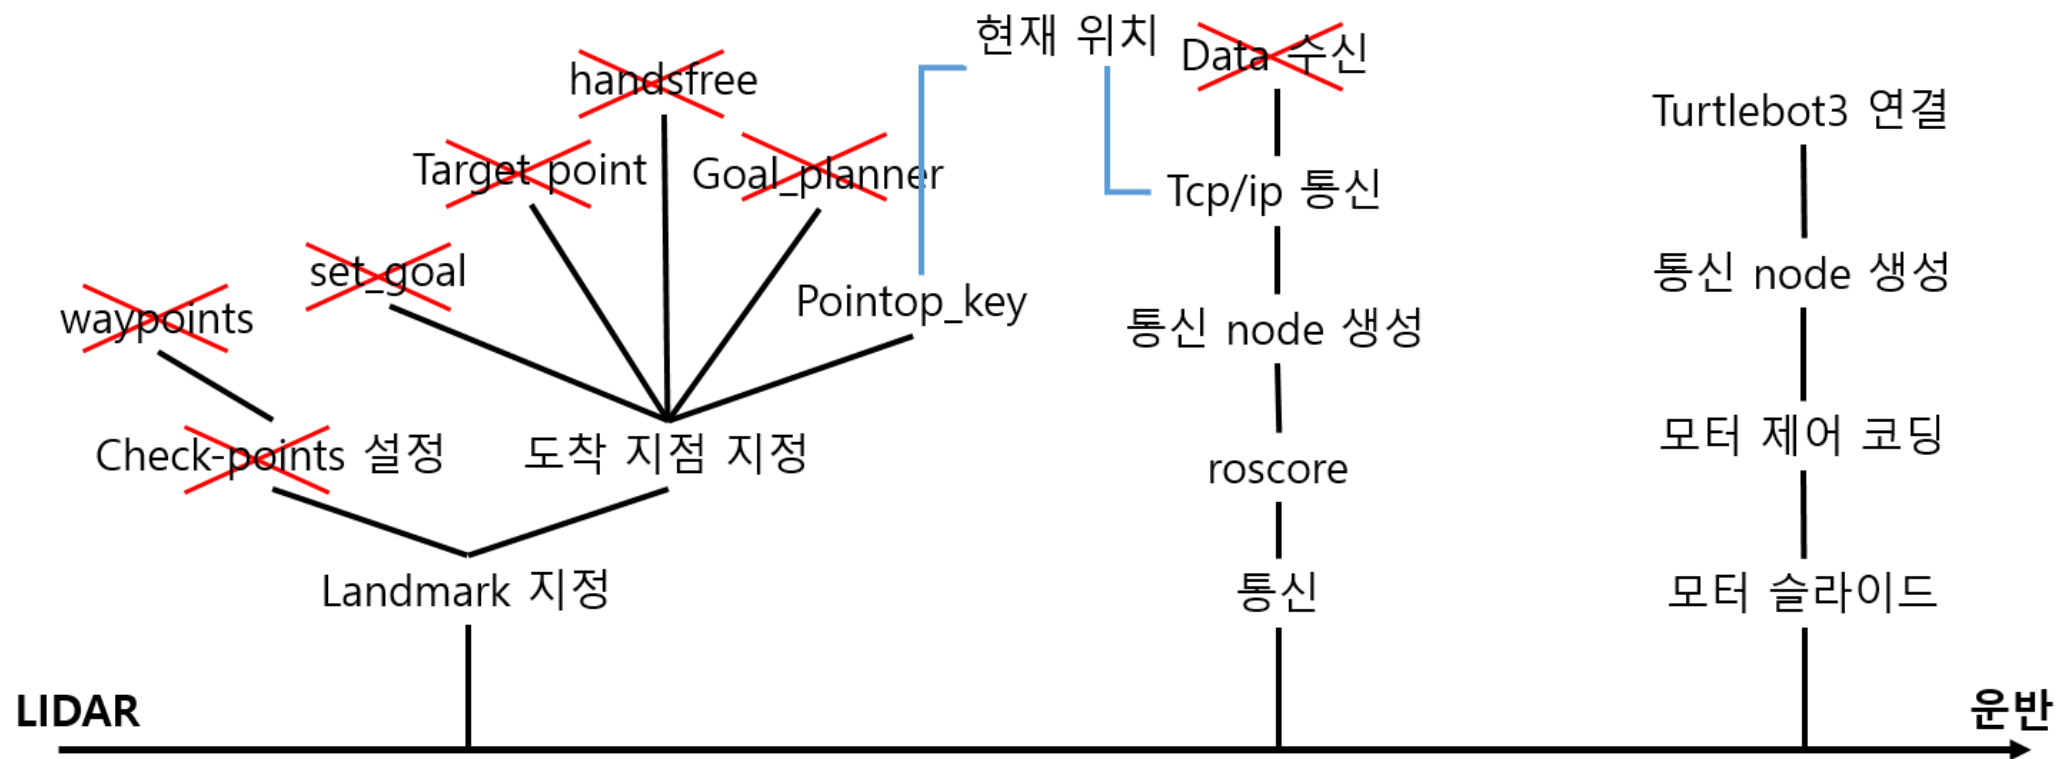 현재 위치
Data 수신
handsfree
Turtlebot3 연결
Target point
Goal_planner
Tcp/ip 통신
set_goal
통신 node 생성
waypoints
Pointop_key
통신 node 생성
Check-points 설정
도착 지점 지정
모터 제어 코딩
roscore
Landmark 지정
통신
모터 슬라이드
LIDAR
운반